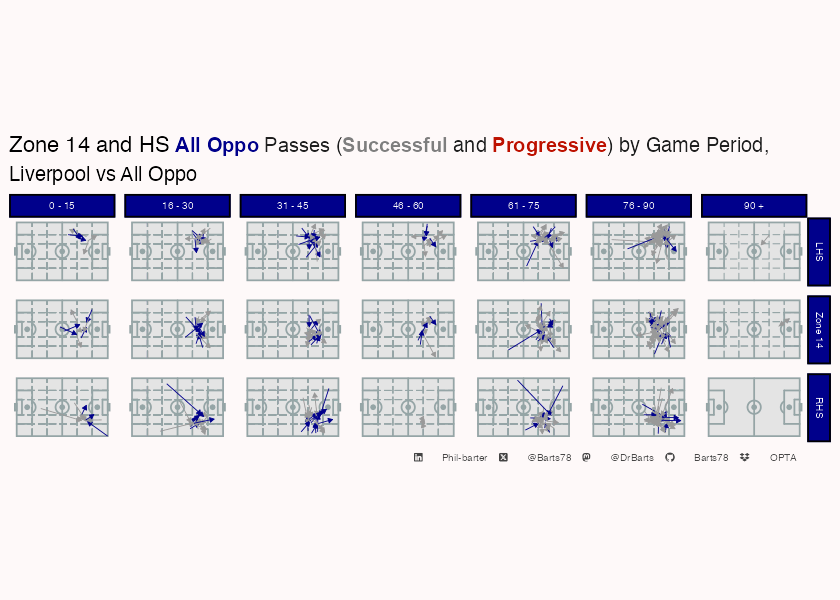 Zone 14 and HS All Oppo Passes (Successful and Progressive) by Game Period,
Liverpool vs All Oppo
0 - 15 16 - 30 31 - 45 46 - 60 61 - 75 76 - 90 90 +
LHS
Zone 14
RHS
Phil-barter @Barts78 @DrBarts Barts78 OPTA